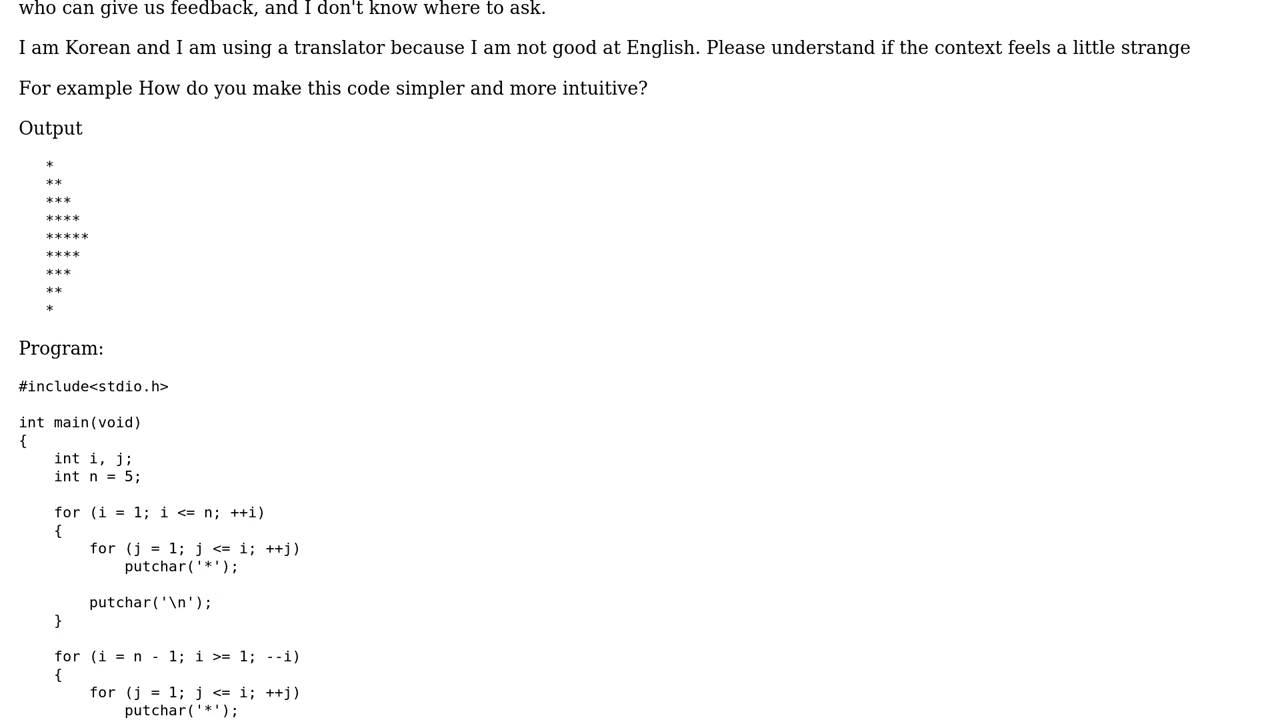 who can give us feedback, and I don't know where to ask.
I am Korean and I am using a translator because I am not good at English. Please understand if the context feels a little strange
For example How do you make this code simpler and more intuitive?
Output
   *
   **
   ***
   ****
   *****
   ****
   ***
   **
   *
Program:
#include<stdio.h>
int main(void)
{
    int i, j;
    int n = 5;
    for (i = 1; i <= n; ++i)
    {
        for (j = 1; j <= i; ++j)
            putchar('*');
        putchar('\n');
    }
    for (i = n - 1; i >= 1; --i)
    {
        for (j = 1; j <= i; ++j)
            putchar('*');